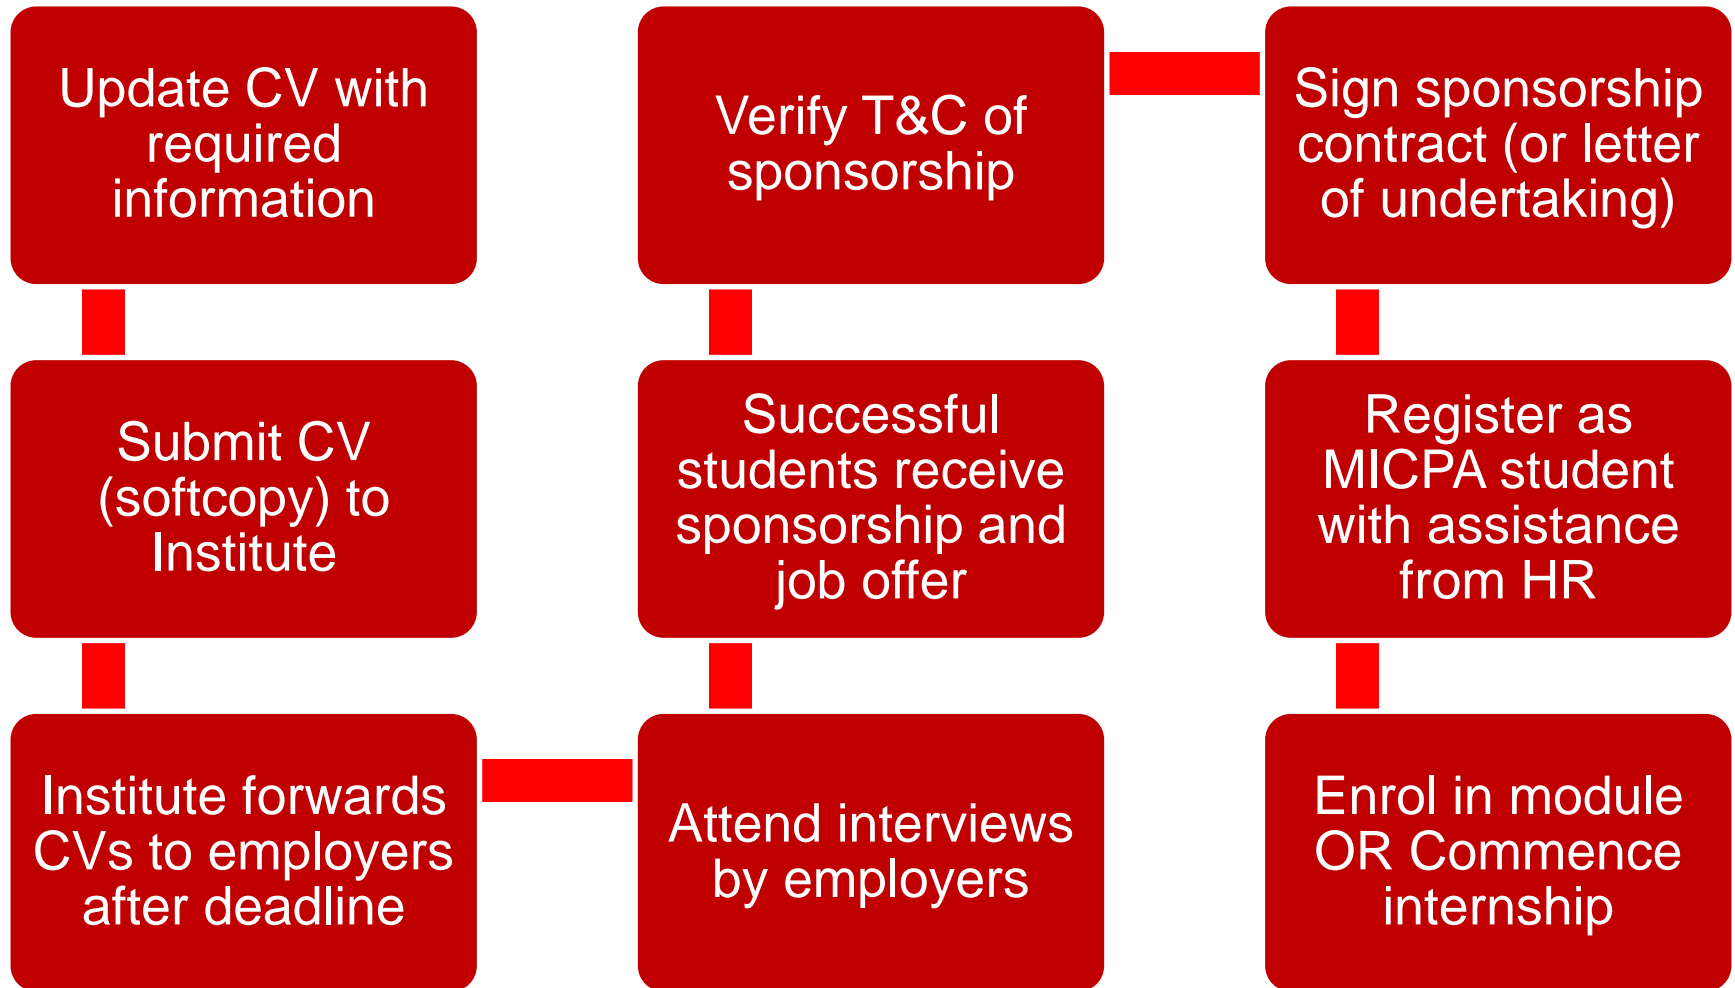 Update CV with
required
information
Submit CV
(softcopy) to
Institute
Institute forwards
CVs to employers
after deadline
Attend interviews
by employers
Successful
students receive
sponsorship and
job offer
Verify T&C of
sponsorship
Sign sponsorship
contract (or letter
of undertaking)
Register as
MICPA student
with assistance
from HR
Enrol in module
OR Commence
internship